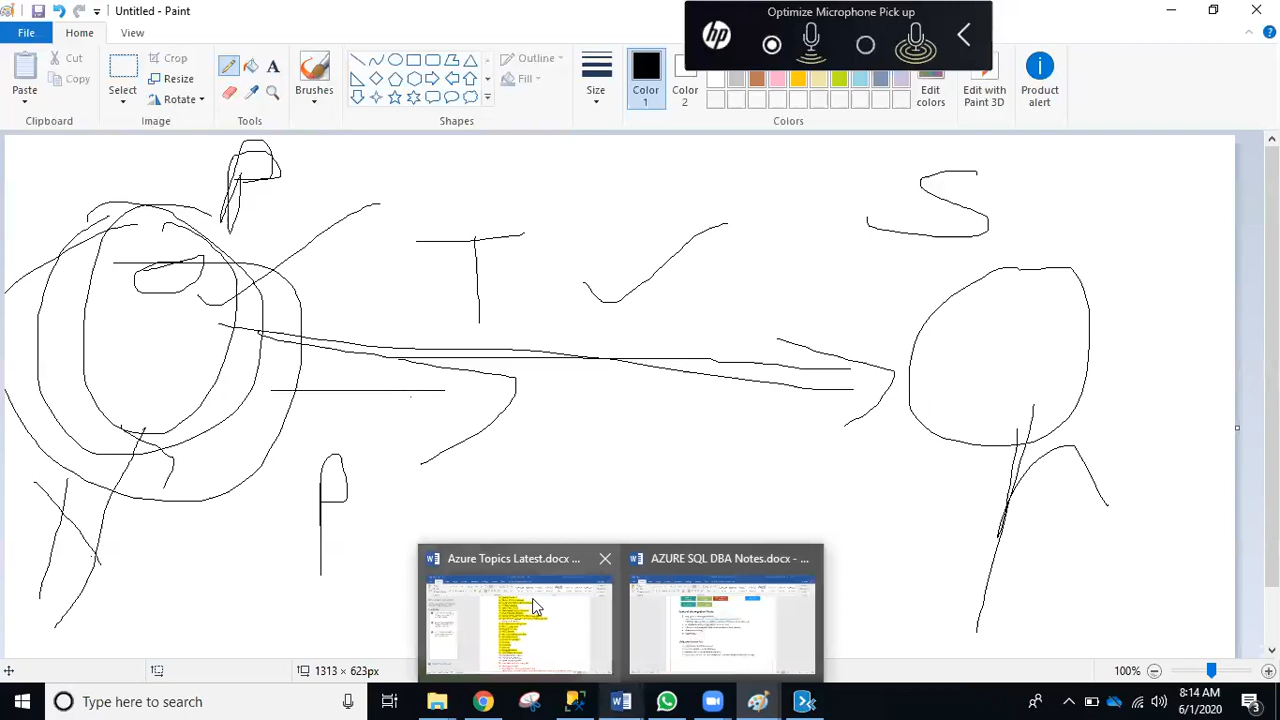 Untitled - Paint
Optimize Microphone Pick up
hp
File
Home
View
Paste
Cut
Copy
Clipboard
Select
Crop
Resize
Rotate
Image
Tools
Brushes
Shapes
Outline
Fill
Size
Color 1
Color 2
Colors
Edit colors
Edit with Paint 3D
Product alert
P
T
S
P
Azure Topics Latest.docx ...
AZURE SQL DBA Notes.docx - ...
1313 × 623px
100%
Type here to search
8:14 AM
6/1/2020
3